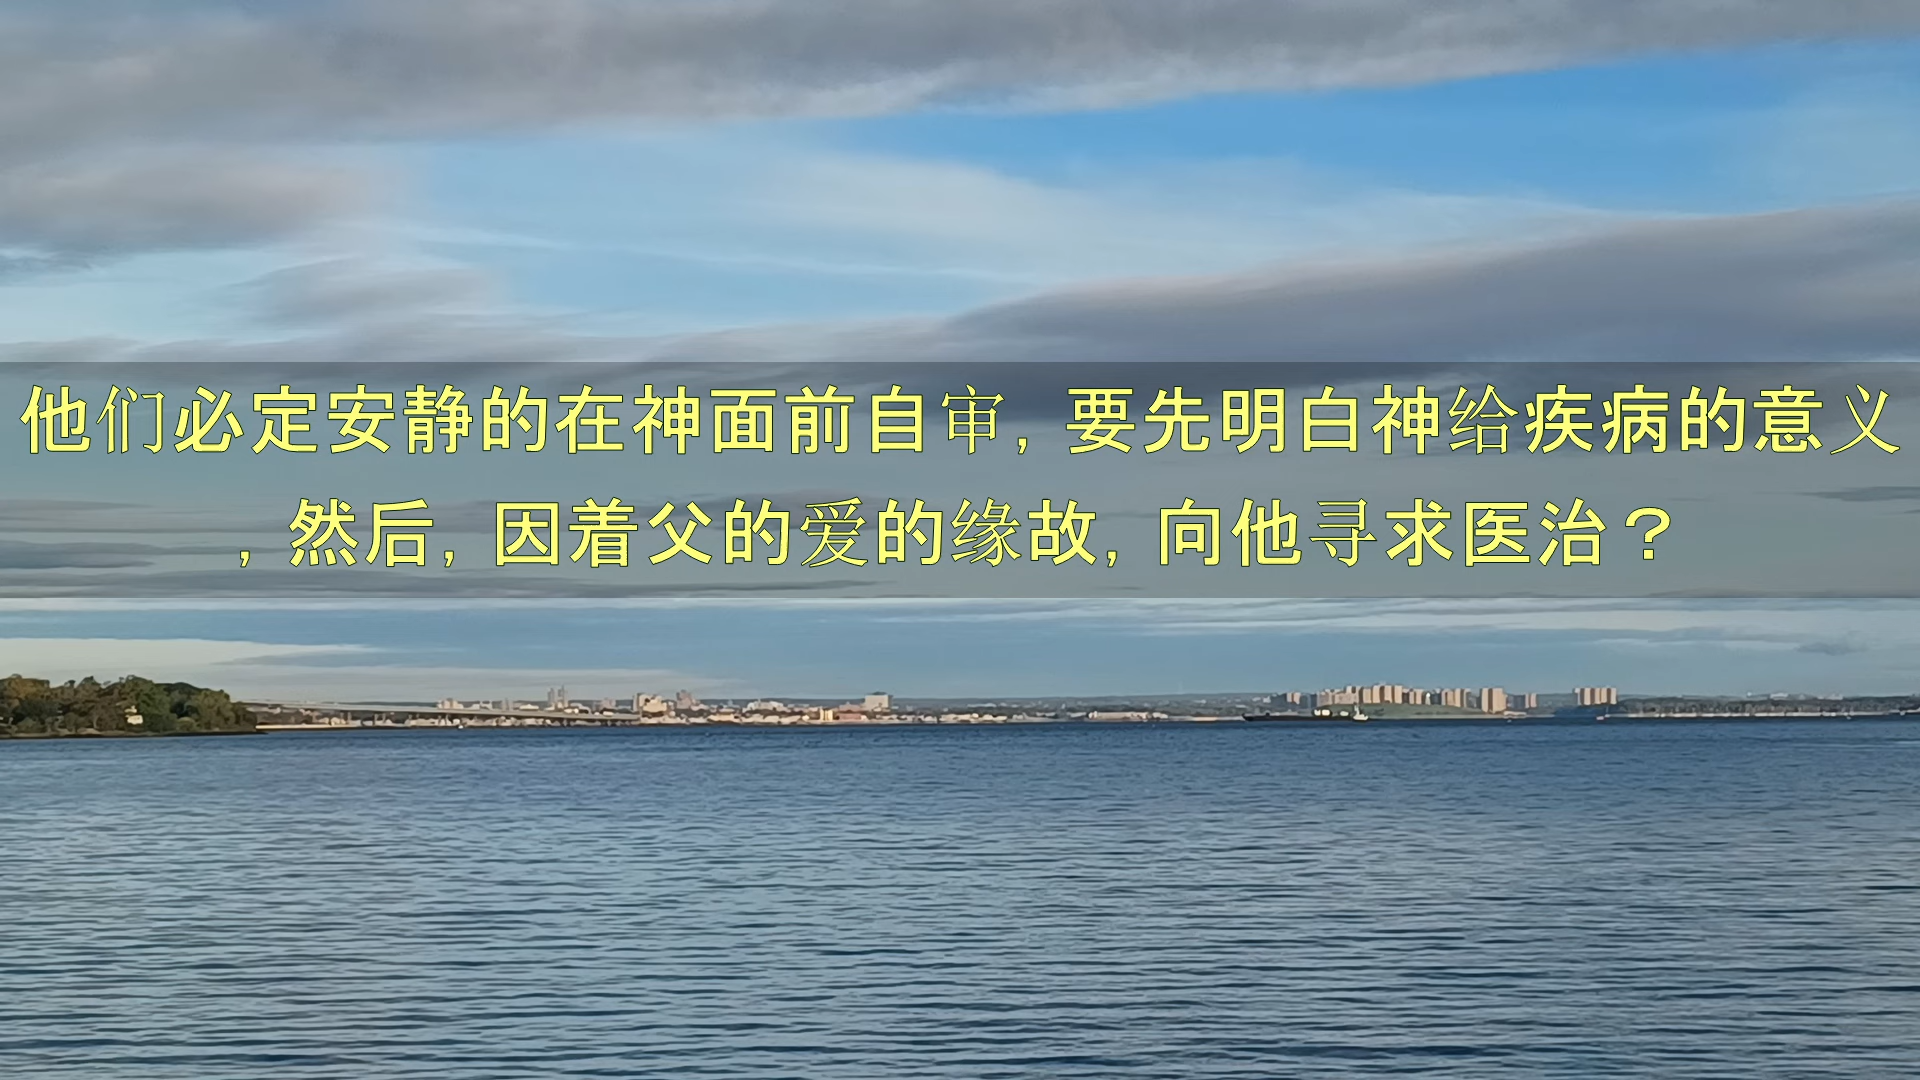 他们必定安静的在神面前自审，要先明白神给疾病的意义
，然后，因着父的爱的缘故，向他寻求医治？